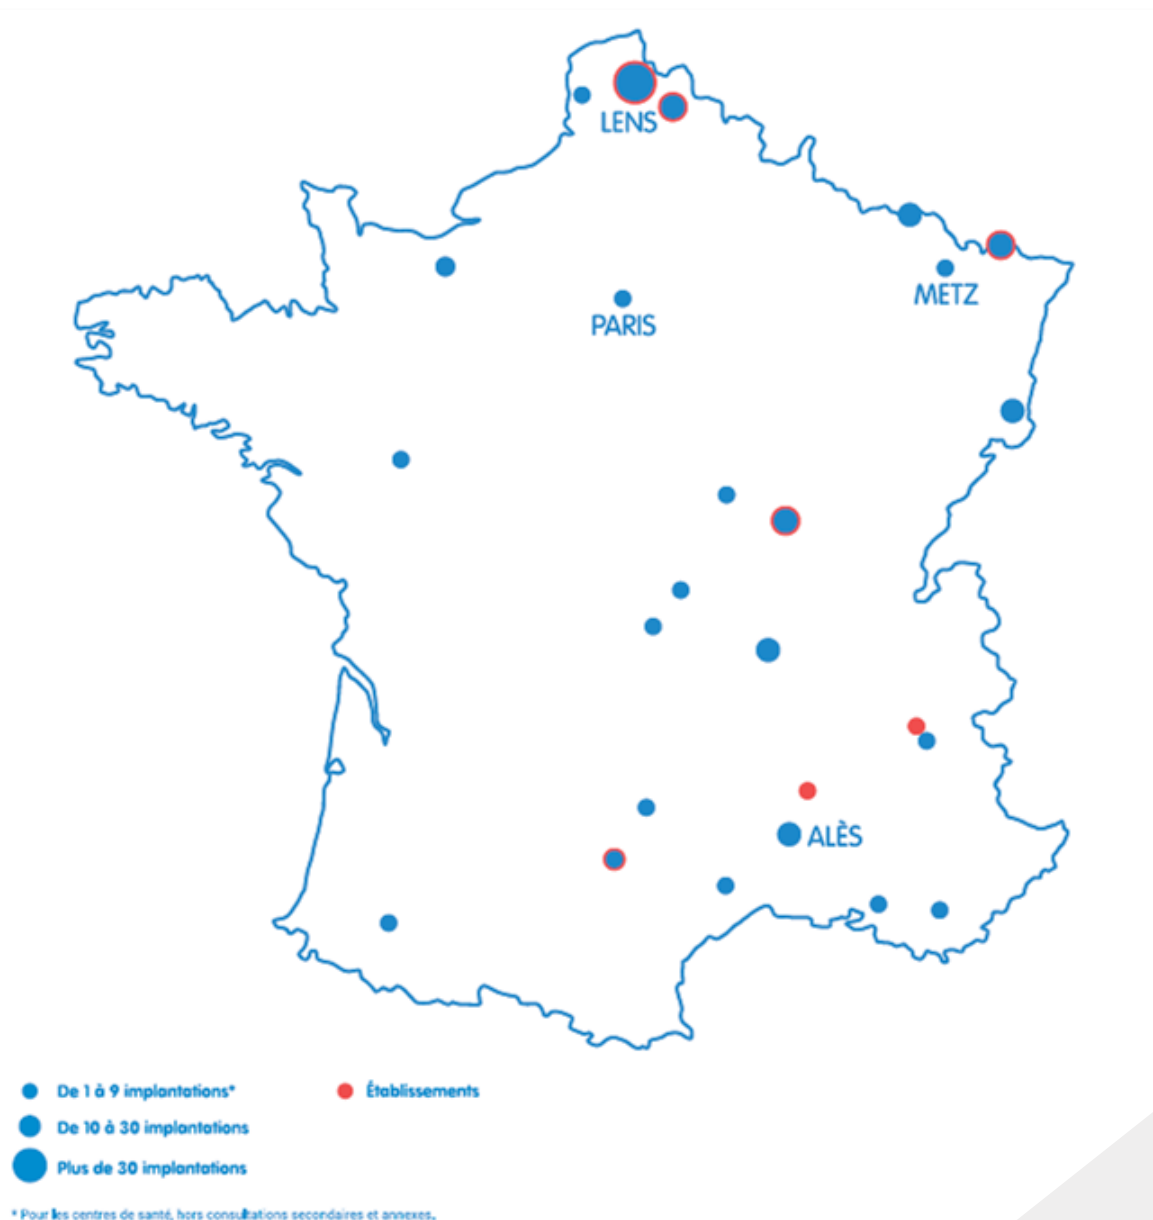 LENS
METZ
PARIS
ALÈS
De 1 à 9 implantations*
Établissements
De 10 à 30 implantations
Plus de 30 implantations
* Pour les centres de santé, hors consultations secondaires et annexes.